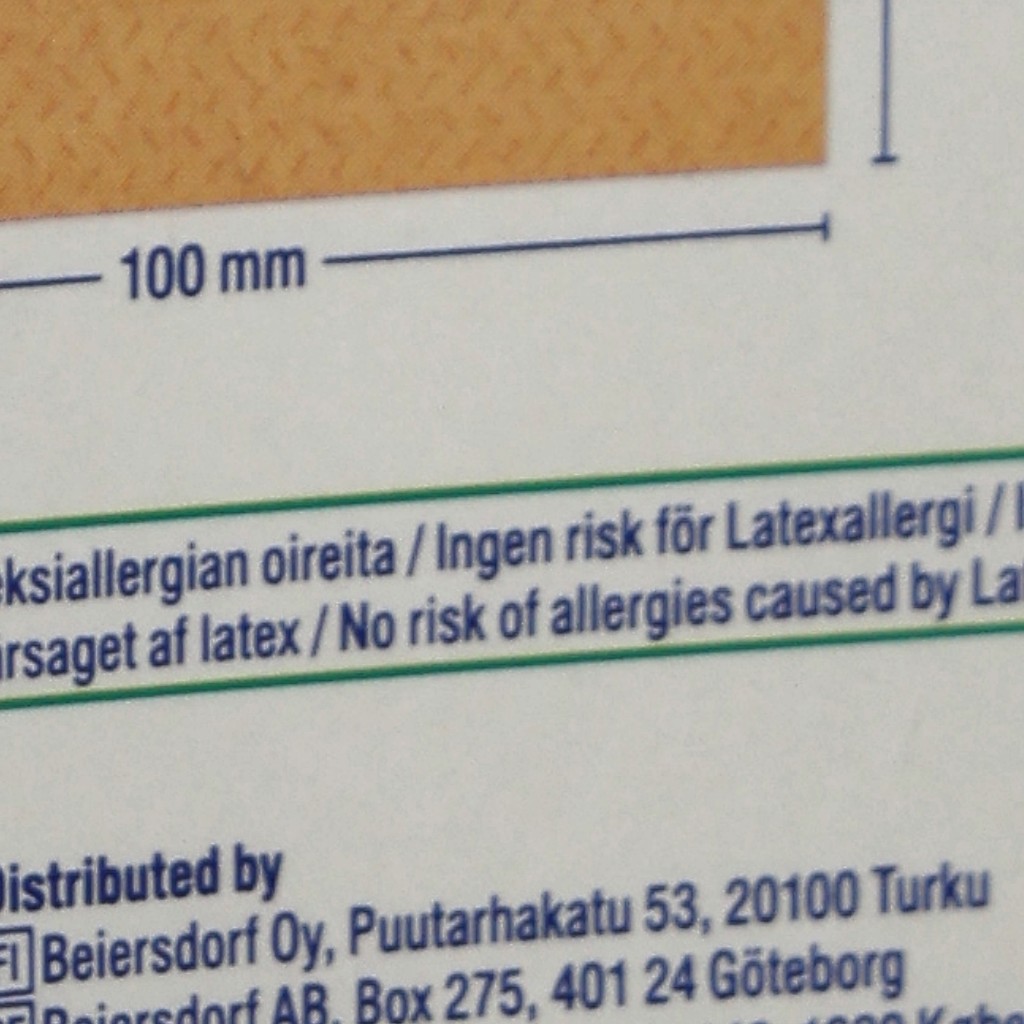 100 mm
eksiallergian oireita / Ingen risk för Latexallergi /
rsaget af latex / No risk of allergies caused by La
Distributed by
FI Beiersdorf Oy, Puutarhakatu 53, 20100 Turku
Beiersdorf AB, Box 275, 401 24 Göteborg